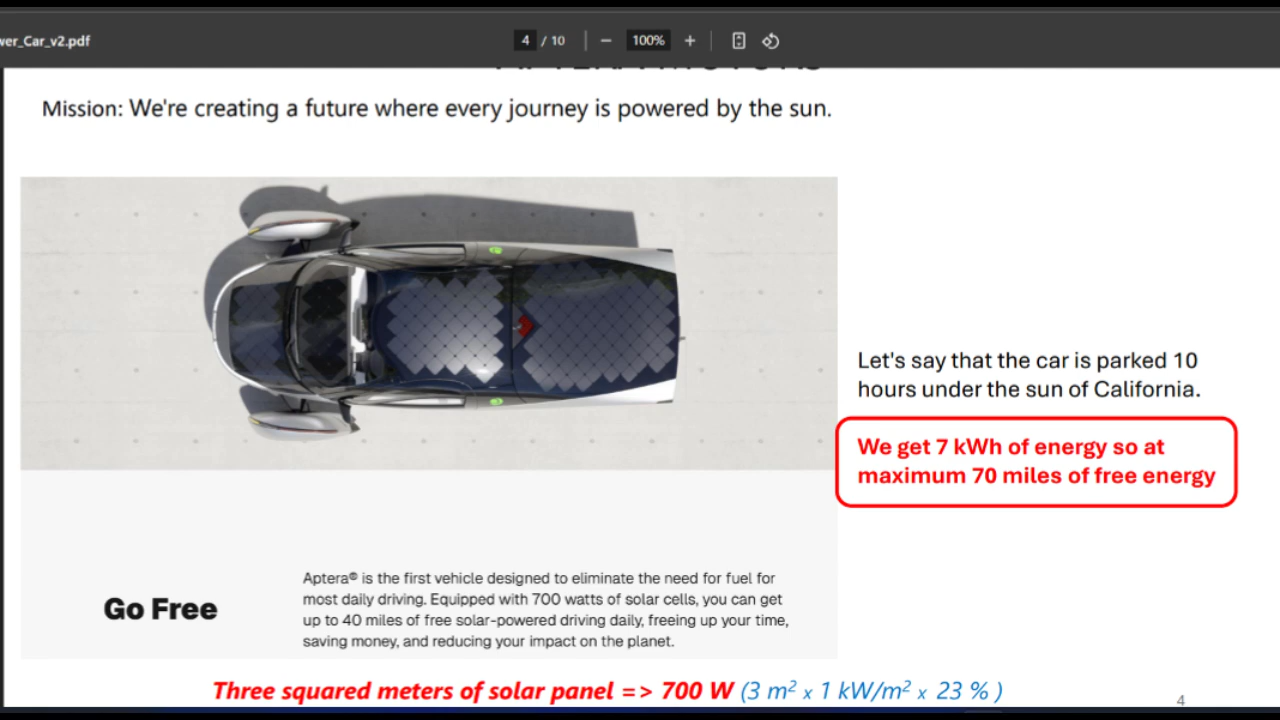 wer_Car_v2.pdf
4 / 10
100%
Mission: We're creating a future where every journey is powered by the sun.
Let's say that the car is parked 10
hours under the sun of California.
We get 7 kWh of energy so at
maximum 70 miles of free energy
Go Free
Aptera® is the first vehicle designed to eliminate the need for fuel for
most daily driving. Equipped with 700 watts of solar cells, you can get
up to 40 miles of free solar-powered driving daily, freeing up your time,
saving money, and reducing your impact on the planet.
Three squared meters of solar panel => 700 W (3 m² x 1 kW/m² x 23 % )
4